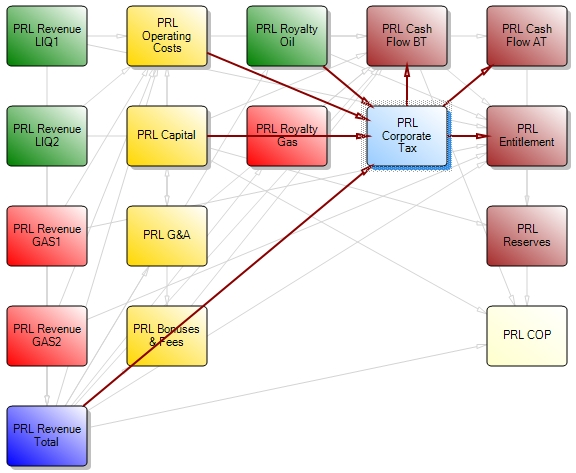 PRL Revenue
LIQ1
PRL
Operating
Costs
PRL Royalty
Oil
PRL Cash
Flow BT
PRL Cash
Flow AT
PRL Revenue
LIQ2
PRL Capital
PRL Royalty
Gas
PRL
Corporate
Tax
PRL
Entitlement
PRL Revenue
GAS1
PRL G&A
PRL
Reserves
PRL Revenue
GAS2
PRL Bonuses
& Fees
PRL COP
PRL Revenue
Total